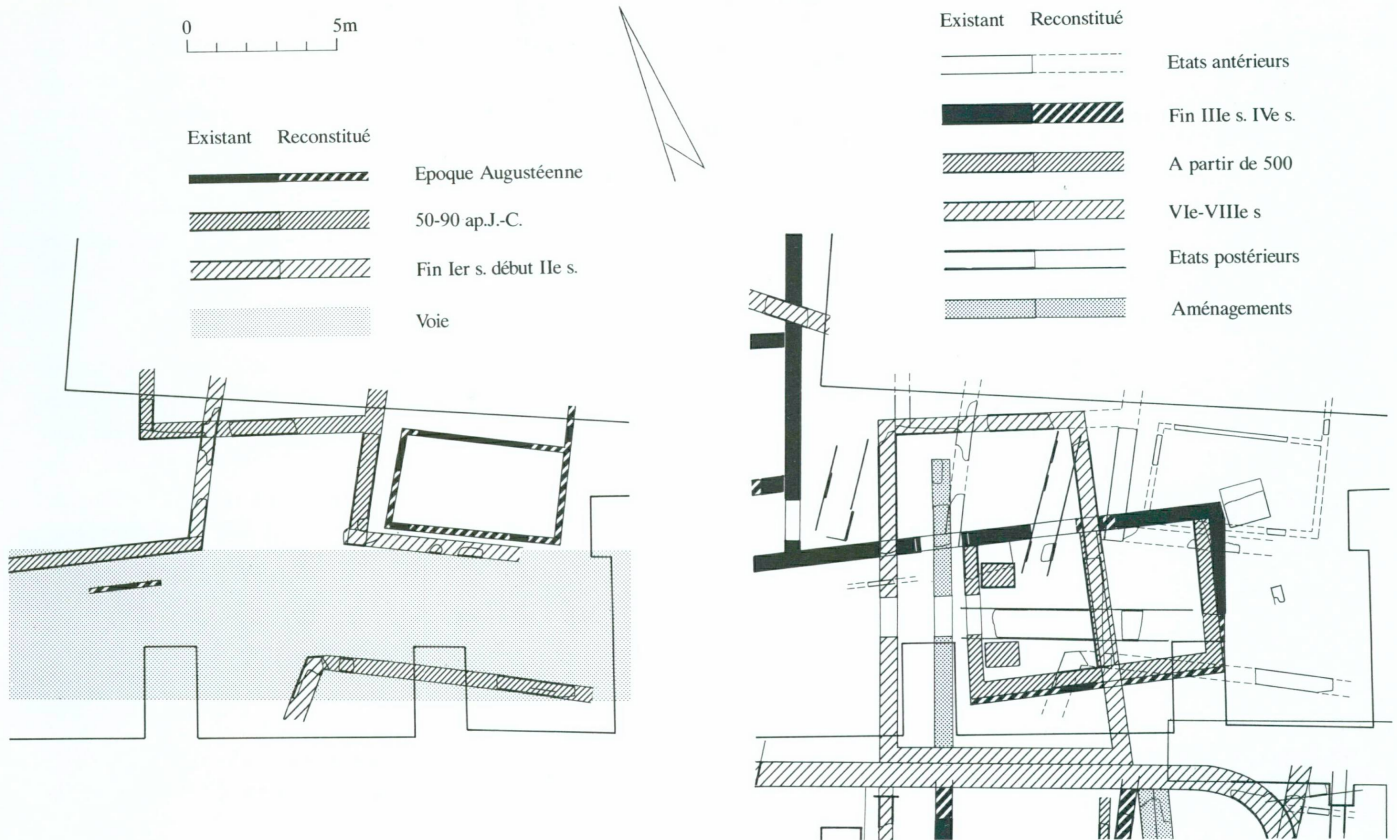 0 5m
Existant Reconstitué
Epoque Augustéenne
50-90 ap.J.-C.
Fin Ier s. début IIe s.
Voie
Existant Reconstitué
Etats antérieurs
Fin IIIe s. IVe s.
A partir de 500
VIe-VIIIe s
Etats postérieurs
Aménagements